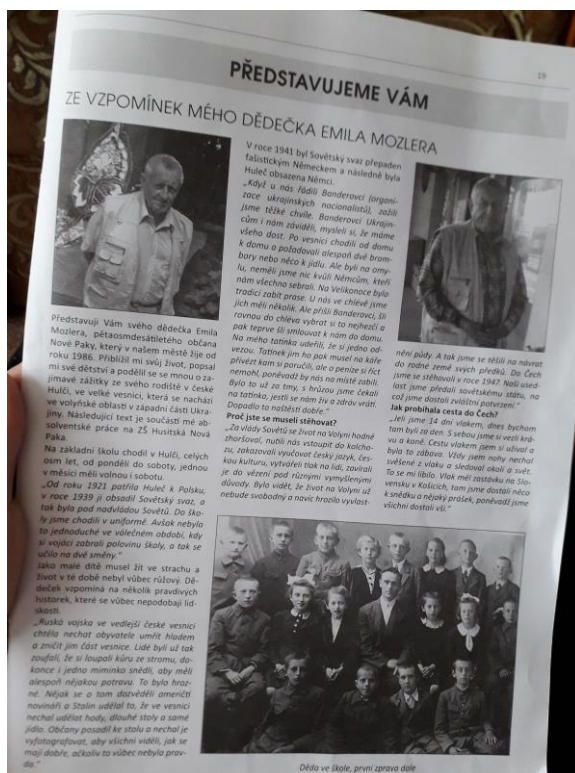 19
PŘEDSTAVUJEME VÁM
ZE VZPOMÍNEK MÉHO DĚDEČKA EMILA MOZLERA
Představuji Vám svého dědečka Emila
Mozlera, pětaosmdesátiletého občana
Nové Paky, který v našem městě žije od
roku 1986. Přiblížil mi svůj život, popsal
mi své dětství a podělil se se mnou o za-
jímavé zážitky ze svého rodiště v české
Hulči, ve velké vesnici, která se nachází
ve volyňské oblasti v západní části Ukra-
jiny. Následující text je součástí mé ab-
solventské práce na ZŠ Husitská Nová
Paka.
Na základní školu chodil v Hulči, celých
osm let, od pondělí do soboty, jednou
v měsíci měli volnou i sobotu.
„Od roku 1921 patřila Huleč k Polsku,
v roce 1939 ji obsadil Sovětský svaz, a
tak byla pod nadvládou Sovětů. Do ško-
ly jsme chodili v uniformě. Avšak nebylo
to jednoduché ve válečném období, kdy
si vojáci zabrali polovinu školy, a tak se
učilo na dvě směny.“
Jako malé dítě musel žít ve strachu a
život v té době nebyl vůbec růžový. Dě-
deček vzpomíná na několik pravdivých
historek, které se vůbec nepodobají lid-
skosti.
„Ruská vojska ve vedlejší české vesnici
chtěla nechat obyvatele umřít hladem
a zničit jim část vesnice. Lidé byli už tak
zoufalí, že si loupali kůru ze stromu, do-
konce i jedno miminko snědli, aby měli
alespoň nějakou potravu. To bylo hroz-
né. Nějak se o tom dozvěděli američtí
novináři a Stalin udělal to, že ve vesnici
nechal udělat hody, dlouhé stoly a samé
jídlo. Občany posadil ke stolu a nechal je
vyfotografovat, aby všichni viděli, jak se
mají dobře, ačkoliv to vůbec nebyla prav-
da.“
V roce 1941 byl Sovětský svaz přepaden
fašistickým Německem a následně byla
Huleč obsazena Němci.
„Když u nás řádili Banderovci (organi-
zace ukrajinských nacionalistů), zažili
jsme těžké chvíle. Banderovci Ukrajin-
cům i nám záviděli, mysleli si, že máme
všeho dost. Po vesnici chodili od domu
k domu a požadovali alespoň dvě bram-
bory nebo něco k jídlu. Ale byli na omy-
lu, neměli jsme nic kvůli Němcům, kteří
nám všechno sebrali. Na Velikonoce bylo
tradicí zabít prase. U nás ve chlévě jsme
jich měli několik. Ale přišli Banderovci, šli
rovnou do chléva vybrat si to nejhezčí a
pak teprve šli smlouvat k nám do domu.
Na mého tatínka udeřili, že si jedno od-
vezou. Tatínek jim ho pak musel na káře
přivézt kam si poručili, ale o peníze si říct
nemohl, poněvadž by nás na místě zabili.
Bylo to už za tmy, s hrůzou jsme čekali
na tatínka, jestli se nám živ a zdráv vrátí.
Dopadlo to naštěstí dobře.“
Proč jste se museli stěhovat?
„Za vlády Sovětů se život na Volyni hodně
zhoršoval, nutili nás vstoupit do kolcho-
zu, zakazovali vyučovat český jazyk, čes-
kou kulturu, vytvářeli tlak na lidi, zavírali
je do vězení pod různými vymyšlenými
důvody. Bylo vidět, že život na Volyni už
nebude svobodný a navíc hrozilo vyvlast-
nění půdy. A tak jsme se těšili na návrat
do rodné země svých předků. Do Čech
jsme se stěhovali v roce 1947. Naši used-
lost jsme předali sovětskému státu, na
což jsme dostali zvláštní potvrzení.“
Jak probíhala cesta do Čech?
„Jeli jsme 14 dní vlakem, dnes bychom
tam byli za den. S sebou jsme si vezli krá-
vu a koně. Cestu vlakem jsem si užíval a
byla to zábava. Vždy jsem nohy nechal
svěšené z vlaku a sledoval okolí a svět.
To se mi líbilo. Vlak měl zastávku na Slo-
vensku v Košicích, tam jsme dostali něco
k snědku a nějaký prášek, poněvadž jsme
všichni dostali vši.“
Děda ve škole, první zprava dole